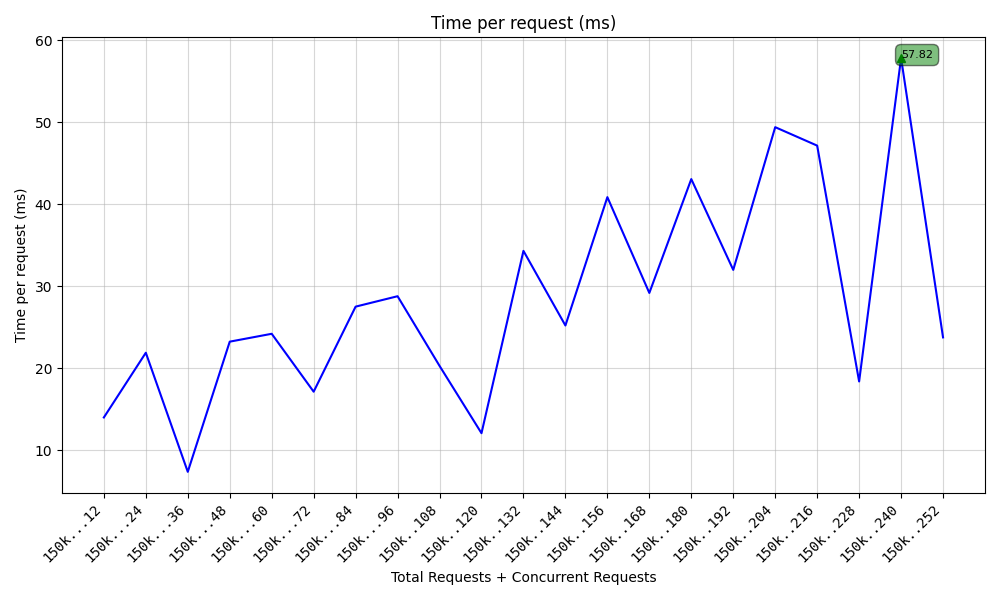 Time per request (ms)
60
57.82
50
40
30
20
10
Time per request (ms)
150k...12
150k...24
150k...36
150k...48
150k...60
150k...72
150k...84
150k...96
150k..108
150k..120
150k..132
150k..144
150k..156
150k..168
150k..180
150k..192
150k..204
150k..216
150k..228
150k..240
150k..252
Total Requests + Concurrent Requests